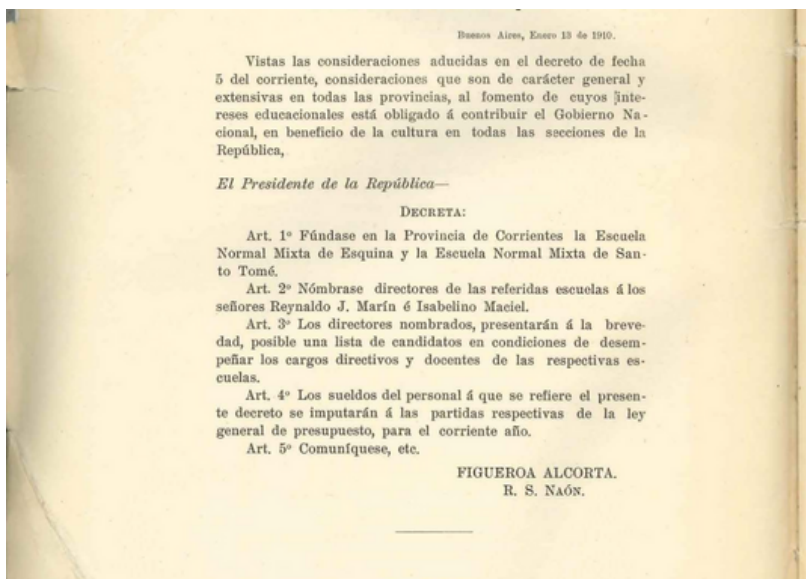 Buenos Aires, Enero 13 de 1910.
Vistas las consideraciones aducidas en el decreto de fecha
5 del corriente, consideraciones que son de carácter general y
extensivas en todas las provincias, al fomento de cuyos inte-
reses educacionales está obligado á contribuir el Gobierno Na-
cional, en beneficio de la cultura en todas las secciones de la
República,
El Presidente de la República—
DECRETA:
Art. 1º Fúndase en la Provincia de Corrientes la Escuela
Normal Mixta de Esquina y la Escuela Normal Mixta de San-
to Tomé.
Art. 2º Nómbrase directores de las referidas escuelas á los
señores Reynaldo J. Marín é Isabelino Maciel.
Art. 3º Los directores nombrados, presentarán á la breve-
dad, posible una lista de candidatos en condiciones de desem-
peñar los cargos directivos y docentes de las respectivas es-
cuelas.
Art. 4º Los sueldos del personal á que se refiere el presen-
te decreto se imputarán á las partidas respectivas de la ley
general de presupuesto, para el corriente año.
Art. 5º Comuníquese, etc.
FIGUEROA ALCORTA.
R. S. NAÓN.